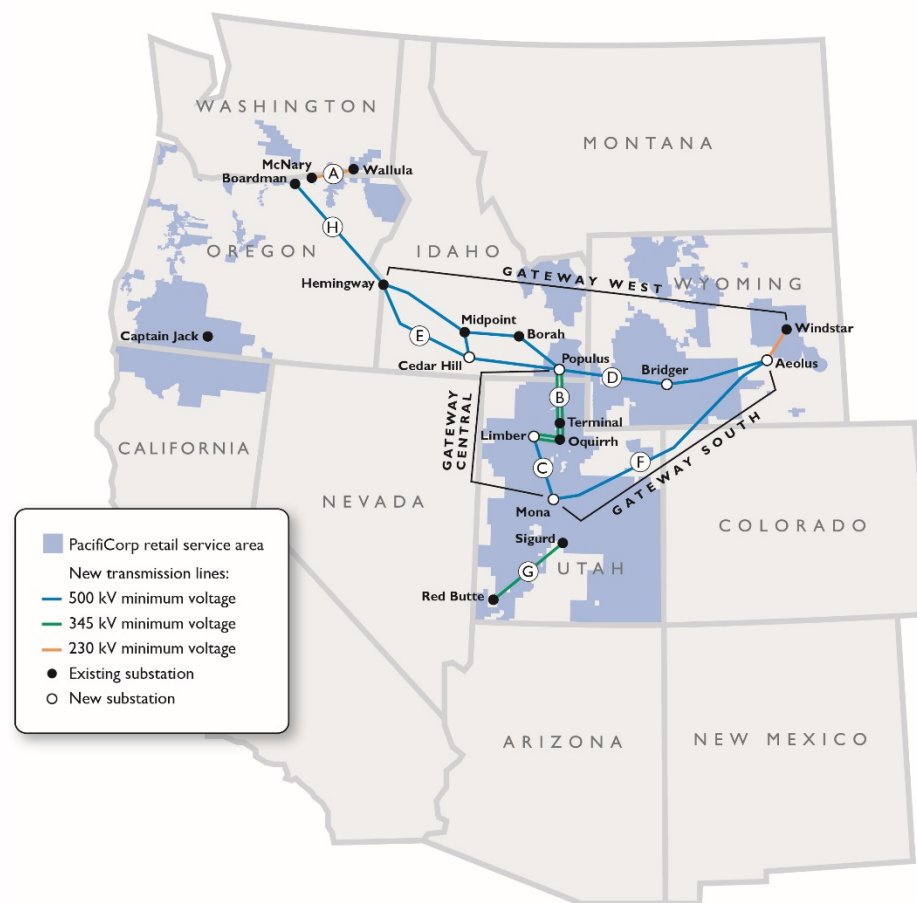 WASHINGTON
MONTANA
McNary
A
Wallula
Boardman
H
OREGON
IDAHO
GATEWAY WEST
WYOMING
Hemingway
Midpoint
Borah
Windstar
Captain Jack
E
Cedar Hill
Populus
D
Bridger
Aeolus
B
GATEWAY
CENTRAL
Terminal
Limber
Oquirrh
CALIFORNIA
C
F
GATEWAY SOUTH
NEVADA
Mona
COLORADO
Sigurd
G
UTAH
Red Butte
PacifiCorp retail service area
New transmission lines:
500 kV minimum voltage
345 kV minimum voltage
230 kV minimum voltage
Existing substation
New substation
ARIZONA
NEW MEXICO